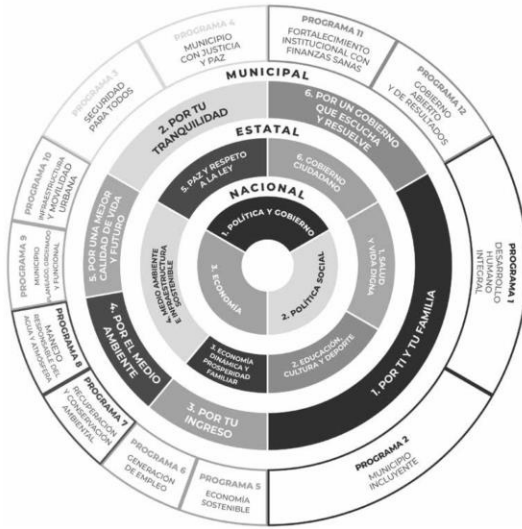 PROGRAMA 4
MUNICIPIO
CON JUSTICIA
Y PAZ
PROGRAMA 11
FORTALECIMIENTO
INSTITUCIONAL CON
FINANZAS SANAS
PROGRAMA 12
GOBIERNO
ABIERTO
Y DE RESULTADOS
PROGRAMA 1
DESARROLLO
HUMANO
INTEGRAL
PROGRAMA 2
MUNICIPIO
INCLUYENTE
PROGRAMA 5
ECONOMÍA
SOSTENIBLE
PROGRAMA 6
GENERACIÓN
DE EMPLEO
PROGRAMA 7
RECUPERACIÓN
Y CONSERVACIÓN
AMBIENTAL
PROGRAMA 8
MANEJO
RESPONSABLE DEL
AGUA Y ATMÓSFERA
PROGRAMA 9
MUNICIPIO
PLANEADO, ORDENADO
Y FUNCIONAL
PROGRAMA 10
INFRAESTRUCTURA
Y MOVILIDAD
URBANA
PROGRAMA 3
SEGURIDAD
PARA TODOS
MUNICIPAL
2. POR TU
TRANQUILIDAD
6. POR UN GOBIERNO
QUE ESCUCHA
Y RESUELVE
1. POR TI Y TU FAMILIA
3. POR TU
INGRESO
4. POR EL MEDIO
AMBIENTE
5. POR UNA MEJOR
CALIDAD DE VIDA
Y FUTURO
ESTATAL
5. PAZ Y RESPETO
A LA LEY
6. GOBIERNO
CIUDADANO
1. SALUD
Y VIDA DIGNA
2. EDUCACIÓN,
CULTURA Y DEPORTE
3. ECONOMÍA
DINÁMICA Y
PROSPERIDAD
FAMILIAR
4. MEDIO AMBIENTE
INFRAESTRUCTURA
E SOSTENIBLE
NACIONAL
1. POLÍTICA Y GOBIERNO
2. POLÍTICA SOCIAL
3. ECONOMÍA